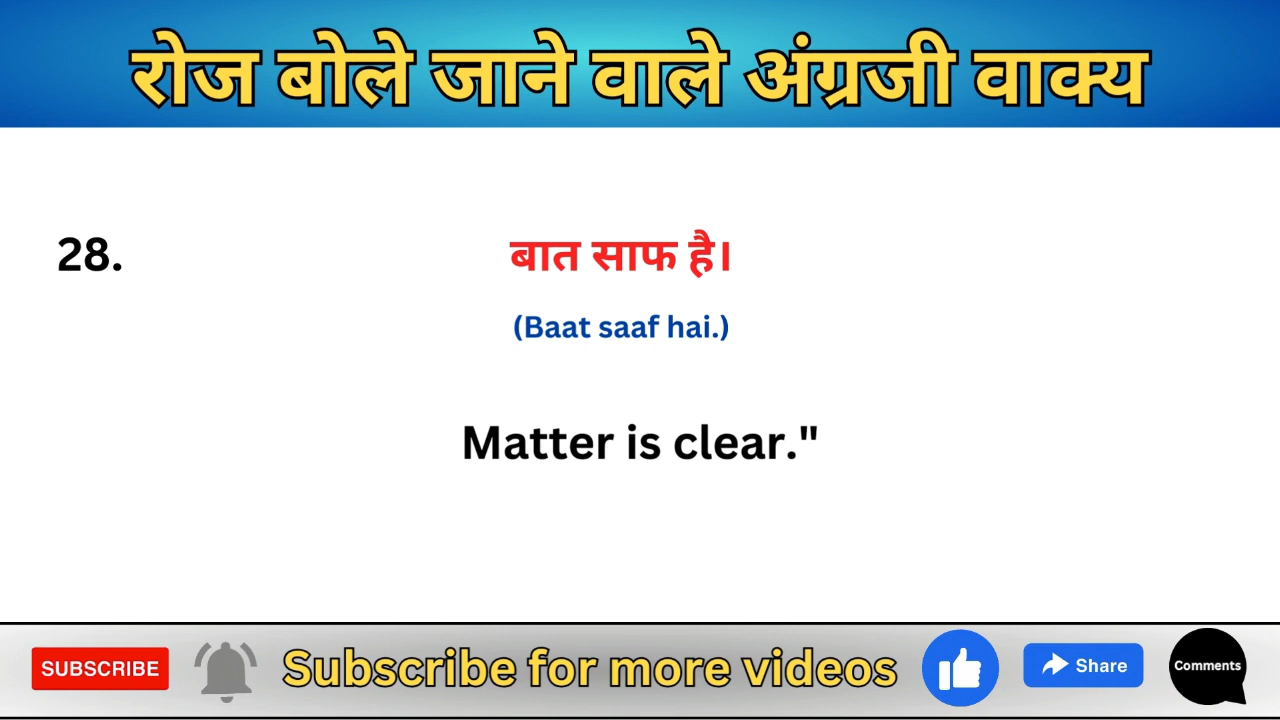 रोज बोले जाने वाले अंग्रजी वाक्य
28. बात साफ है।
(Baat saaf hai.)
Matter is clear."
SUBSCRIBE Subscribe for more videos Share Comments